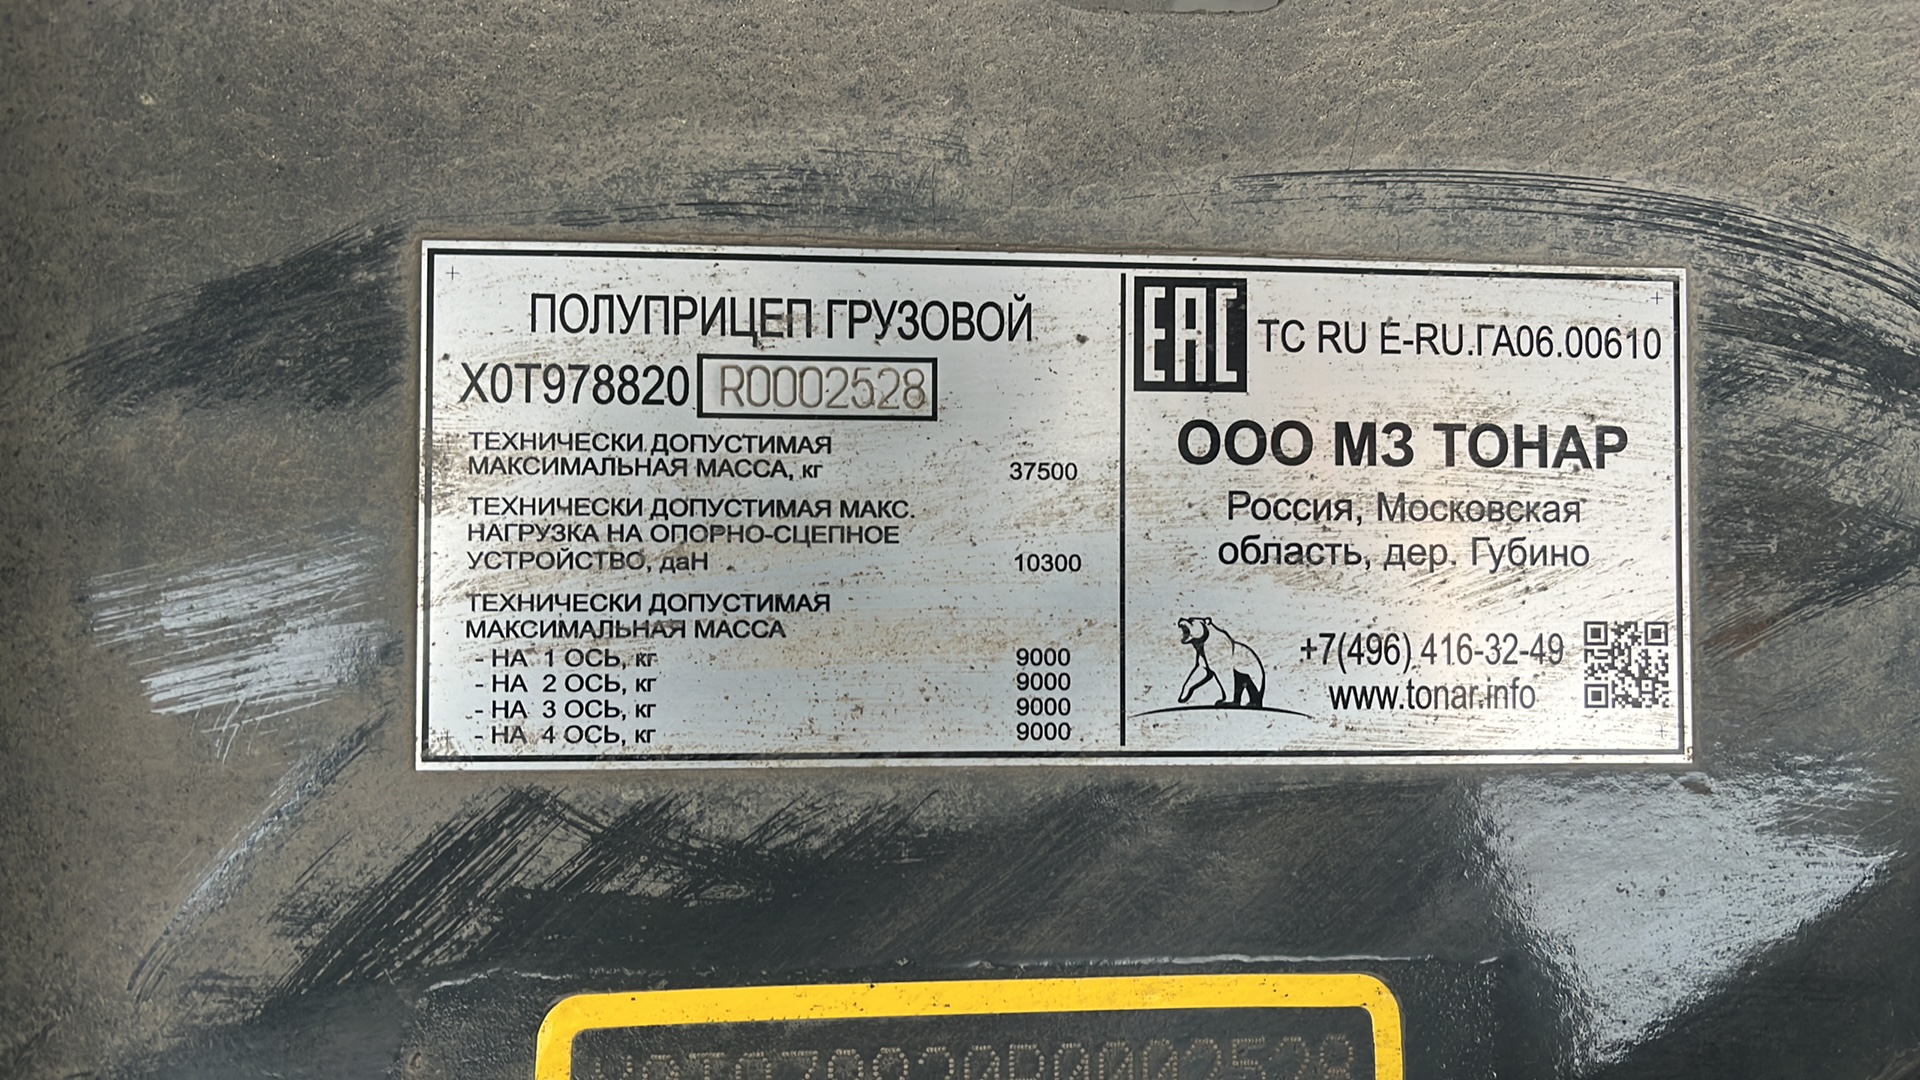 ПОЛУПРИЦЕП ГРУЗОВОЙ
X0T978820 R0002528
ТЕХНИЧЕСКИ ДОПУСТИМАЯ
МАКСИМАЛЬНАЯ МАССА, кг 37500
ТЕХНИЧЕСКИ ДОПУСТИМАЯ МАКС.
НАГРУЗКА НА ОПОРНО-СЦЕПНОЕ
УСТРОЙСТВО, даН 10300
ТЕХНИЧЕСКИ ДОПУСТИМАЯ
МАКСИМАЛЬНАЯ МАССА
- НА 1 ОСЬ, кг 9000
- НА 2 ОСЬ, кг 9000
- НА 3 ОСЬ, кг 9000
- НА 4 ОСЬ, кг 9000
EAC ТС RU E-RU.ГА06.00610
ООО МЗ ТОНАР
Россия, Московская
область, дер. Губино
+7(496) 416-32-49
www.tonar.info
X0T978820R0002528